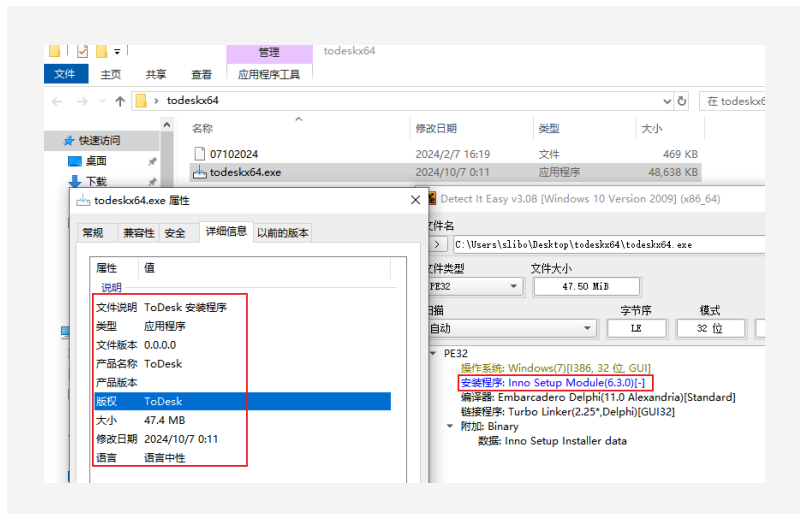 管理
todeskx64
文件
主页
共享
查看
应用程序工具
todeskx64
在 todeskx6
快速访问
桌面
下载
名称
修改日期
类型
大小
07102024
2024/2/7 16:19
文件
469 KB
todeskx64.exe
2024/10/7 0:11
应用程序
48,638 KB
todeskx64.exe 属性
常规
兼容性
安全
详细信息
以前的版本
属性
值
说明
文件说明 ToDesk 安装程序
类型 应用程序
文件版本 0.0.0.0
产品名称 ToDesk
产品版本
版权 ToDesk
大小 47.4 MB
修改日期 2024/10/7 0:11
语言 语言中性
Detect It Easy v3.08 [Windows 10 Version 2009] (x86_64)
文件名
> C:\Users\slibo\Desktop\todeskx64\todeskx64.exe
文件类型
文件大小
PE32
47.50 MiB
扫描
字节序
模式
自动
LE
32 位
PE32
操作系统: Windows(7)[I386, 32 位, GUI]
安装程序: Inno Setup Module(6.3.0)[-]
编译器: Embarcadero Delphi(11.0 Alexandria)[Standard]
链接程序: Turbo Linker(2.25*,Delphi)[GUI32]
附加: Binary
数据: Inno Setup Installer data